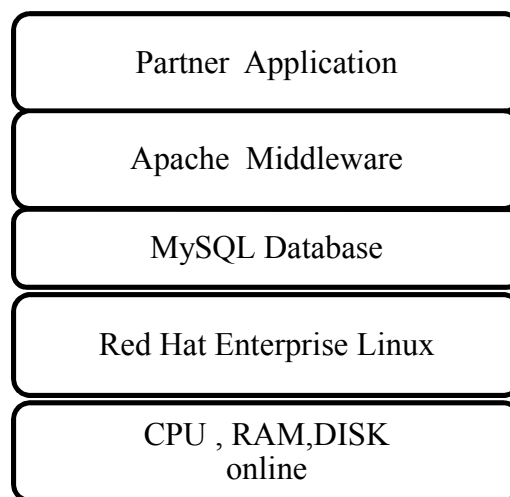 Partner Application
Apache Middleware
MySQL Database
Red Hat Enterprise Linux
CPU , RAM,DISK
online